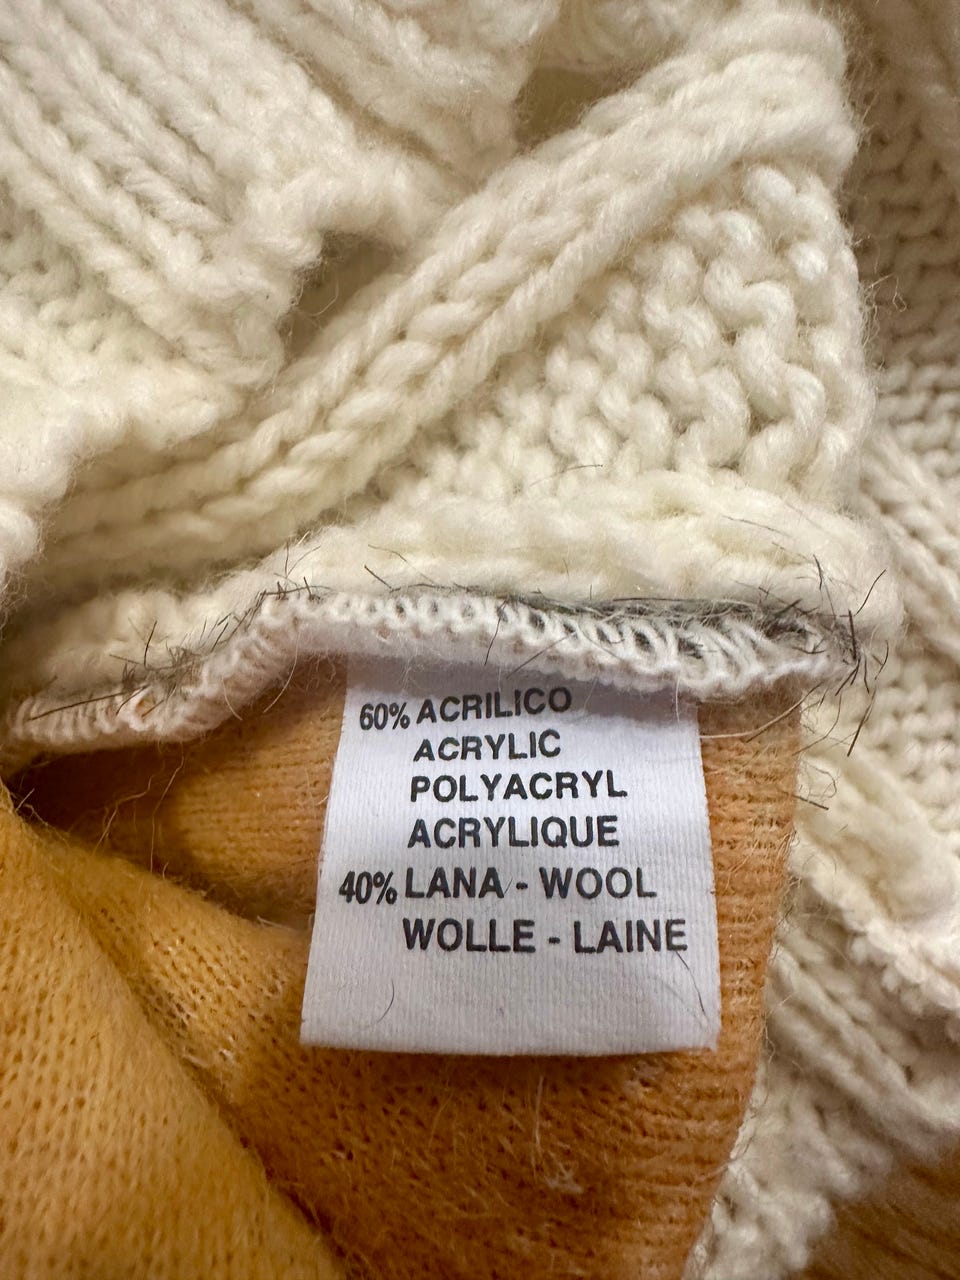 60% ACRILICO
ACRYLIC
POLYACRYL
ACRYLIQUE
40% LANA - WOOL
WOLLE - LAINE